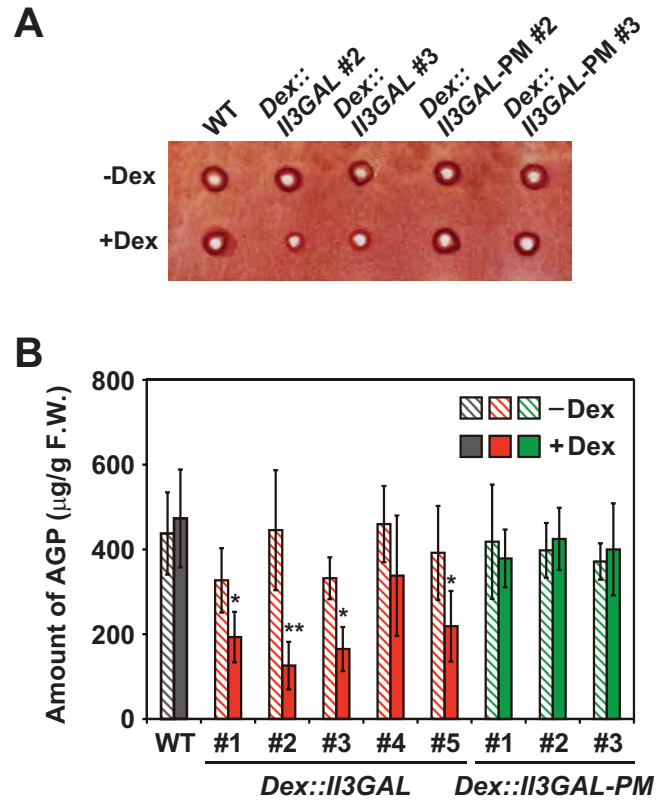 A
WT
Dex::
Il3GAL #2
Dex::
Il3GAL #3
Dex::
Il3GAL-PM #2
Dex::
Il3GAL-PM #3
-Dex
+Dex
B
Amount of AGP (μg/g F.W.)
800
600
400
200
0
–Dex
+Dex
*
**
*
*
WT #1 #2 #3 #4 #5 #1 #2 #3
Dex::Il3GAL Dex::Il3GAL-PM